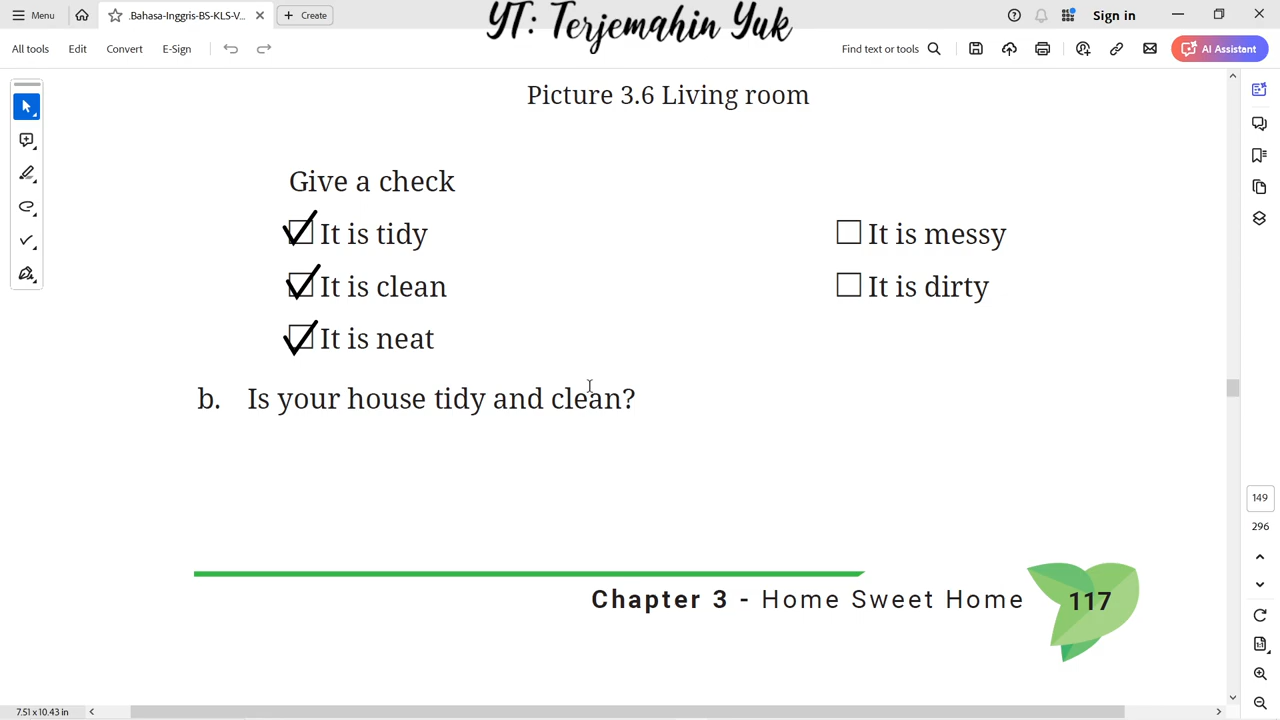 Menu
.Bahasa-Inggris-BS-KLS-V...
Create
YT: Terjemahin Yuk
Sign in
All tools Edit Convert E-Sign
Find text or tools
AI Assistant
Picture 3.6 Living room
Give a check
It is tidy
It is messy
It is clean
It is dirty
It is neat
b. Is your house tidy and clean?
149
296
Chapter 3 - Home Sweet Home
117
7.51 x 10.43 in